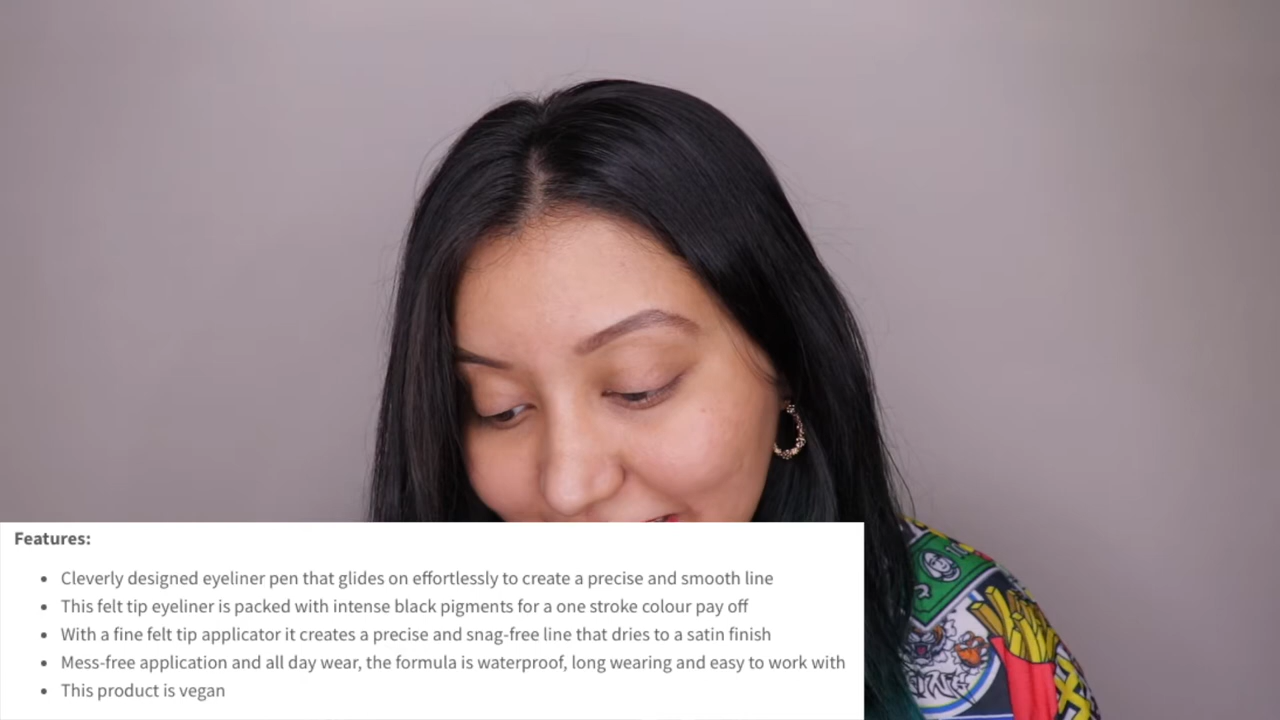 Features:
Cleverly designed eyeliner pen that glides on effortlessly to create a precise and smooth line
This felt tip eyeliner is packed with intense black pigments for a one stroke colour pay off
With a fine felt tip applicator it creates a precise and snag-free line that dries to a satin finish
Mess-free application and all day wear, the formula is waterproof, long wearing and easy to work with
This product is vegan